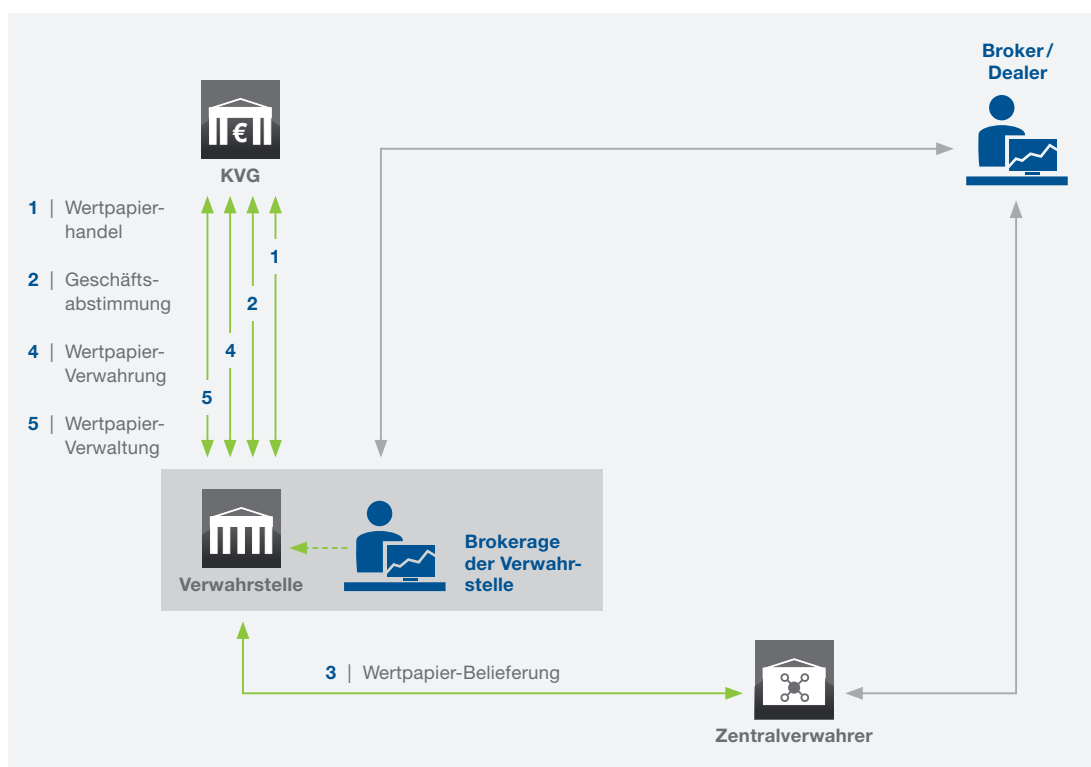 Broker/
Dealer
€
KVG
1 | Wertpapier-
handel
2 | Geschäfts-
abstimmung
4 | Wertpapier-
Verwahrung
5 | Wertpapier-
Verwaltung
1
2
4
5
Verwahrstelle
Brokerage
der Verwahr-
stelle
3 | Wertpapier-Belieferung
Zentralverwahrer